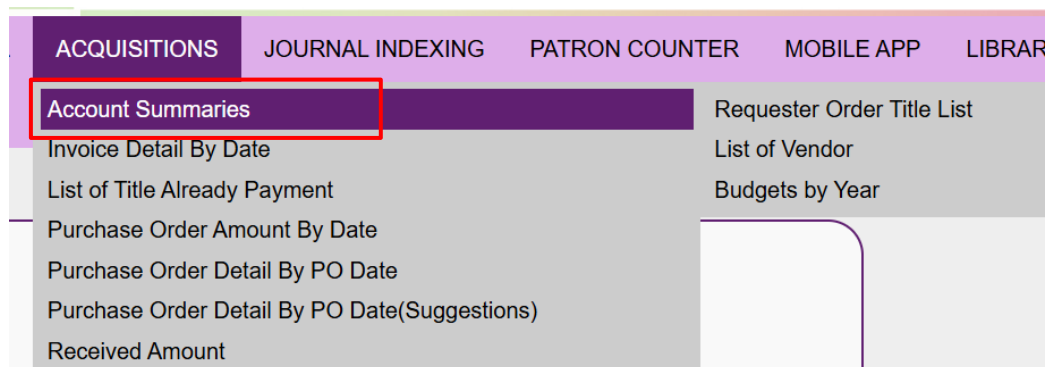 ACQUISITIONS JOURNAL INDEXING PATRON COUNTER MOBILE APP LIBRAR
Account Summaries
Invoice Detail By Date
List of Title Already Payment
Purchase Order Amount By Date
Purchase Order Detail By PO Date
Purchase Order Detail By PO Date(Suggestions)
Received Amount
Requester Order Title List
List of Vendor
Budgets by Year